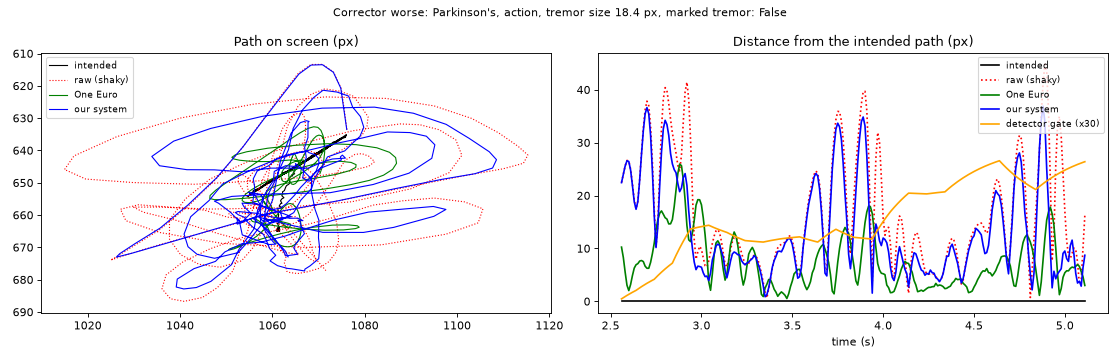 Corrector worse: Parkinson's, action, tremor size 18.4 px, marked tremor: False
Path on screen (px)
intended
raw (shaky)
One Euro
our system
610
620
630
640
650
660
670
680
690
1020
1040
1060
1080
1100
1120
Distance from the intended path (px)
intended
raw (shaky)
One Euro
our system
detector gate (x30)
40
30
20
10
0
2.5
3.0
3.5
4.0
4.5
5.0
time (s)